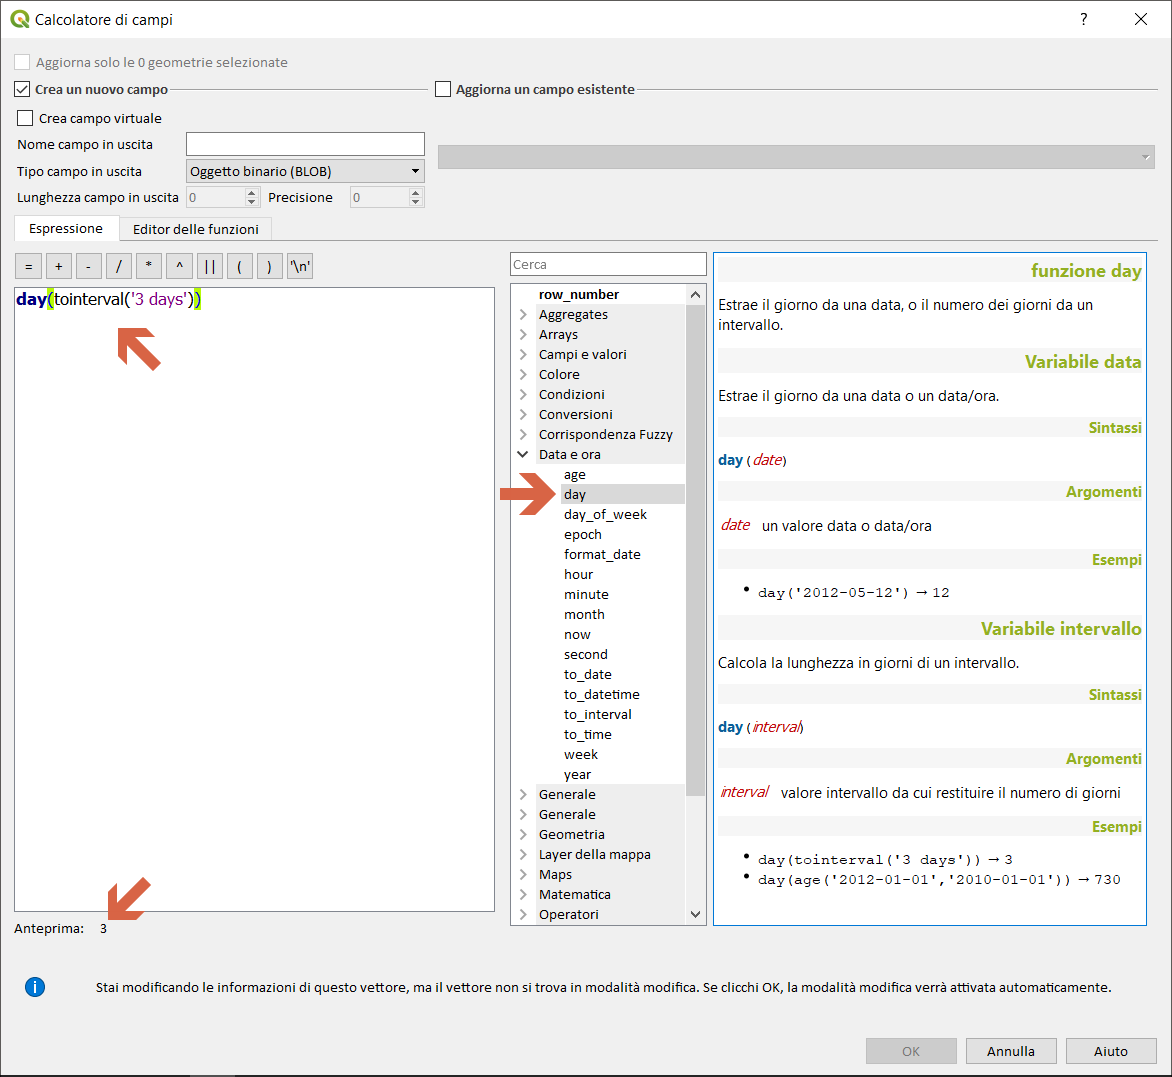 Calcolatore di campi
?
Aggiorna solo le 0 geometrie selezionate
Crea un nuovo campo
Aggiorna un campo esistente
Crea campo virtuale
Nome campo in uscita
Tipo campo in uscita
Oggetto binario (BLOB)
Lunghezza campo in uscita
0
Precisione
0
Espressione
Editor delle funzioni
= + - / * ^ || ( ) '\n'
day(tointerval('3 days'))
Anteprima: 3
Cerca
row_number
Aggregates
Arrays
Campi e valori
Colore
Condizioni
Conversioni
Corrispondenza Fuzzy
Data e ora
age
day
day_of_week
epoch
format_date
hour
minute
month
now
second
to_date
to_datetime
to_interval
to_time
week
year
Generale
Generale
Geometria
Layer della mappa
Maps
Matematica
Operatori
funzione day
Estrae il giorno da una data, o il numero dei giorni da un
intervallo.
Variabile data
Estrae il giorno da una data o un data/ora.
Sintassi
day (date)
Argomenti
date un valore data o data/ora
Esempi
• day('2012-05-12') → 12
Variabile intervallo
Calcola la lunghezza in giorni di un intervallo.
Sintassi
day (interval)
Argomenti
interval valore intervallo da cui restituire il numero di giorni
Esempi
• day(tointerval('3 days')) → 3
• day(age('2012-01-01','2010-01-01')) → 730
i
Stai modificando le informazioni di questo vettore, ma il vettore non si trova in modalità modifica. Se clicchi OK, la modalità modifica verrà attivata automaticamente.
OK
Annulla
Aiuto